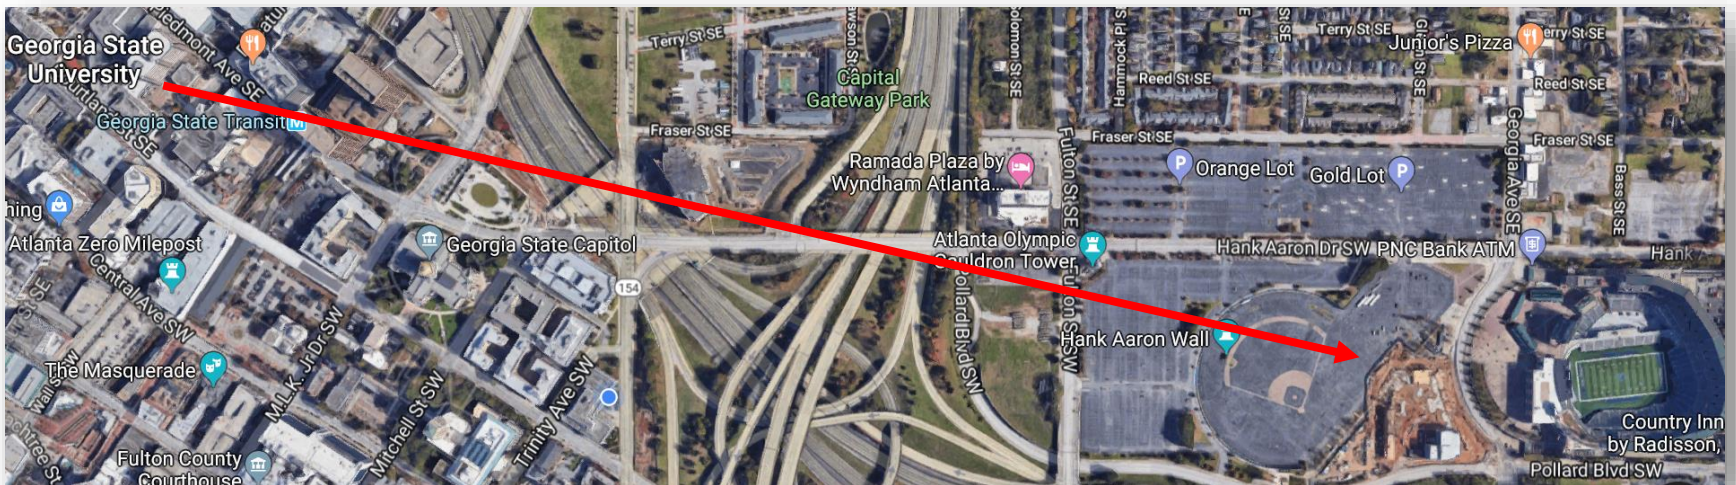 Piedmont Ave SE
Georgia State
University
Georgia State Transit
M
hing
Atlanta Zero Milepost
Central Ave SW
The Masquerade
M.L.K. Jr Dr SW
Fulton County
Courthouse
Mitchell St SW
Trinity Ave SW
Georgia State Capitol
154
Terry St SE
Fraser St SE
Capital
Gateway Park
Ramada Plaza by
Wyndham Atlanta...
Atlanta Olympic
Cauldron Tower
Fulton St SE
Fulton St SW
Pollard Blvd SW
Hammock Pl S
Reed St SE
Fraser St SE
P
Orange Lot
Gold Lot
P
Terry St SE
Junior's Pizza
erry St SE
Reed St SE
Georgia Ave SE
Fraser St SE
Bass St SE
Hank Aaron Dr SW
PNC Bank ATM
Hank A
Hank Aaron Wall
Country Inn
by Radisson,
Pollard Blvd SW